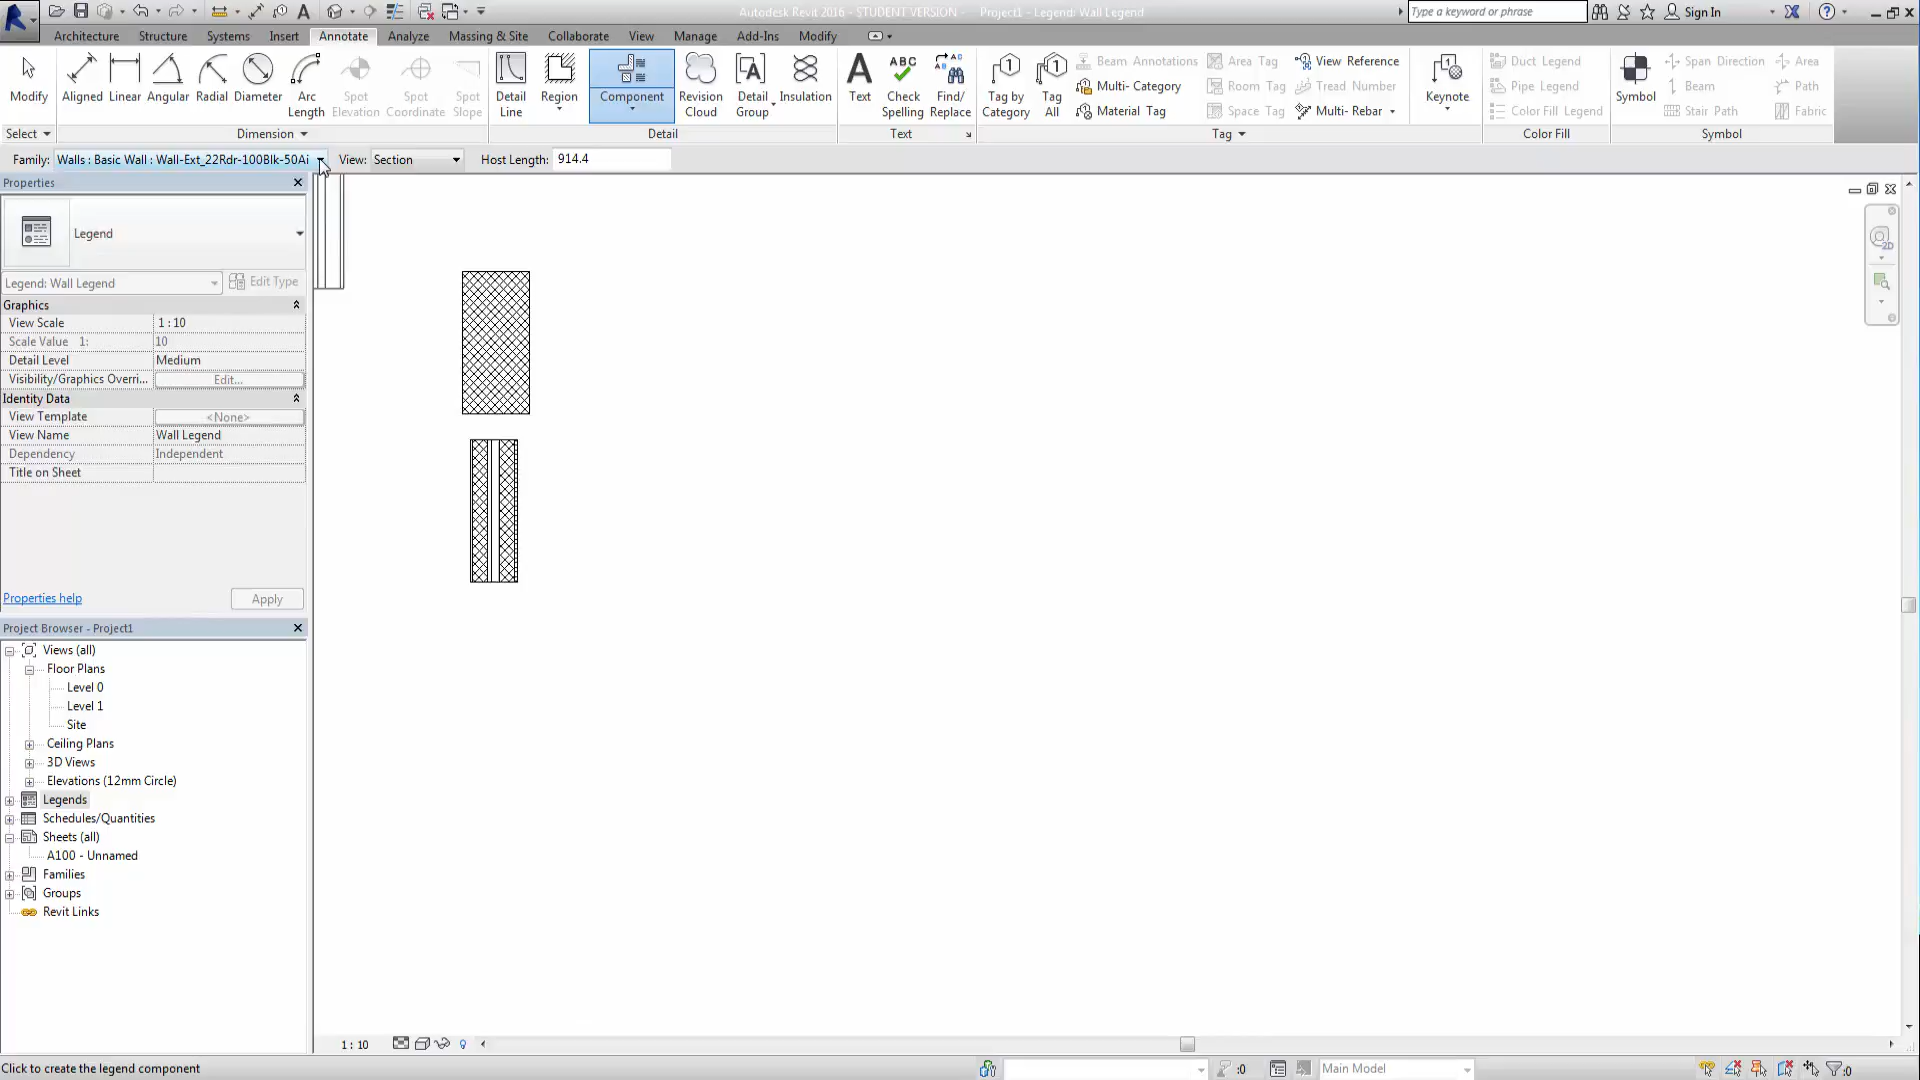 Autodesk Revit 2016 - STUDENT VERSION - Project1 - Legend: Wall Legend
Type a keyword or phrase
Sign In
Architecture Structure Systems Insert Annotate Analyze Massing & Site Collaborate View Manage Add-Ins Modify
Modify Aligned Linear Angular Radial Diameter Arc Length Spot Elevation Spot Coordinate Spot Slope
Detail Line Region Component Revision Cloud Detail Group Insulation
ABC
Text Check Spelling Find/ Replace
Tag by Category Tag All
Beam Annotations Area Tag View Reference
Multi- Category Room Tag Tread Number
Material Tag Space Tag Multi- Rebar
Keynote
Duct Legend
Pipe Legend
Color Fill Legend
Symbol
Span Direction Area
Beam Path
Stair Path Fabric
Select Dimension Detail Text Tag Color Fill Symbol
Family: Walls : Basic Wall : Wall-Ext_22Rdr-100Blk-50Ai View: Section Host Length: 914.4
Properties
Legend
Legend: Wall Legend Edit Type
Graphics
View Scale 1 : 10
Scale Value 1: 10
Detail Level Medium
Visibility/Graphics Overri... Edit...
Identity Data
View Template <None>
View Name Wall Legend
Dependency Independent
Title on Sheet
Properties help Apply
Project Browser - Project1
Views (all)
Floor Plans
Level 0
Level 1
Site
Ceiling Plans
3D Views
Elevations (12mm Circle)
Legends
Schedules/Quantities
Sheets (all)
A100 - Unnamed
Families
Groups
Revit Links
2D
1 : 10
Click to create the legend component
:0
Main Model
:0